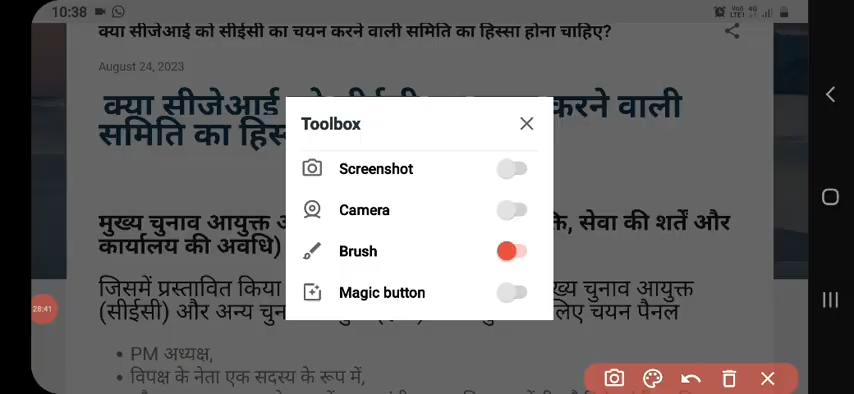 10:38
क्या सीजेआई को सीईसी का चयन करने वाली समिति का हिस्सा होना चाहिए?
August 24, 2023
क्या सीजेआई को करने वाली
समिति का हिस
Toolbox
Screenshot
Camera
Brush
Magic button
मुख्य चुनाव आयुक्त सेवा की शर्तें और
कार्यालय की अवधि)
जिसमें प्रस्तावित किया चुनाव आयुक्त
(सीईसी) और अन्य चुन चयन पैनल
28:41
• PM अध्यक्ष,
• विपक्ष के नेता एक सदस्य के रूप में,